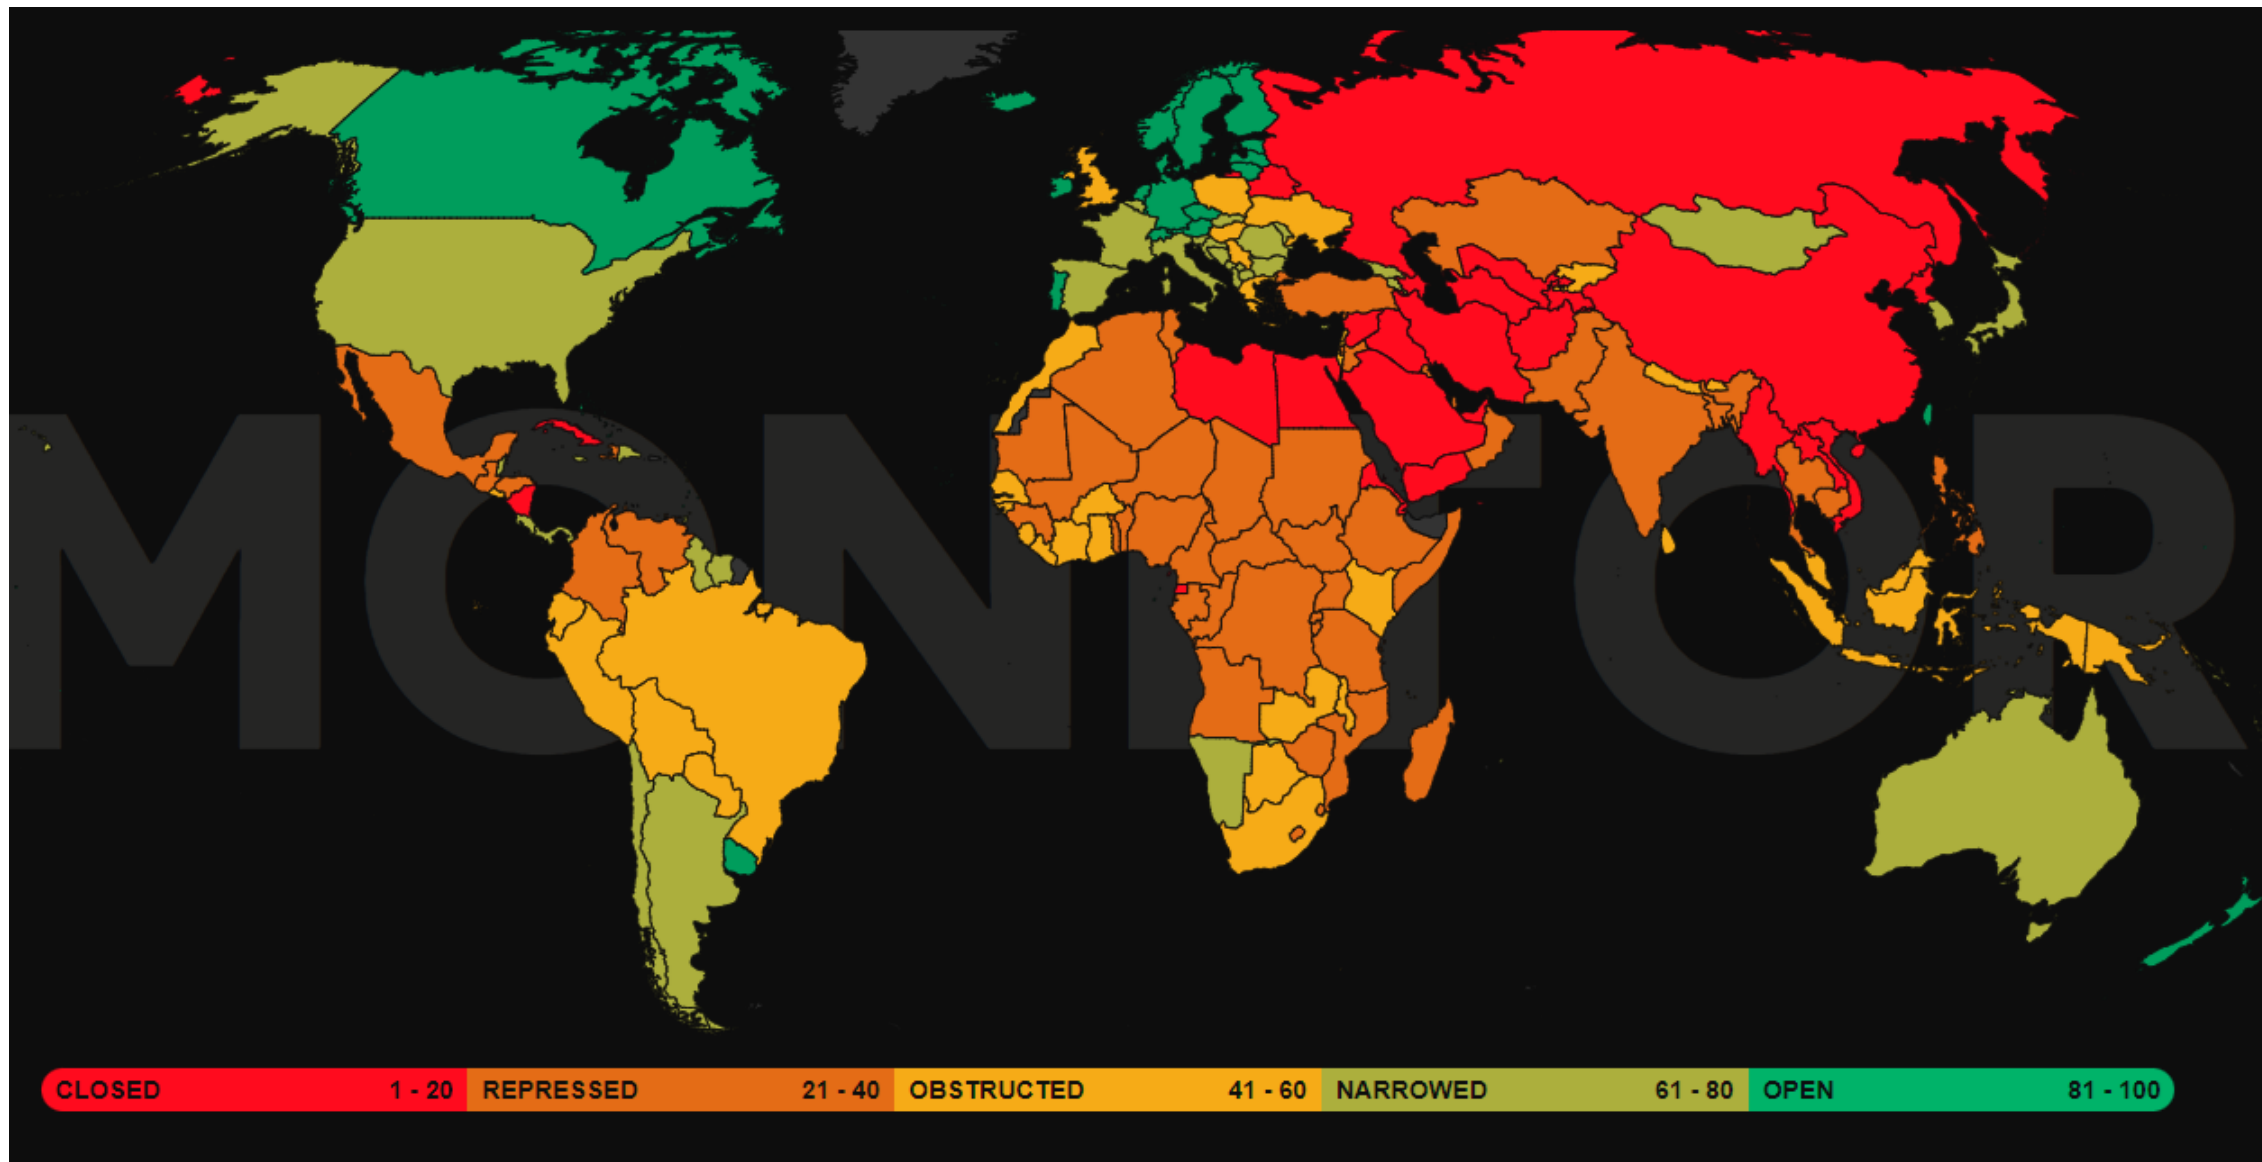 MONITOR
CLOSED 1 - 20 REPRESSED 21 - 40 OBSTRUCTED 41 - 60 NARROWED 61 - 80 OPEN 81 - 100